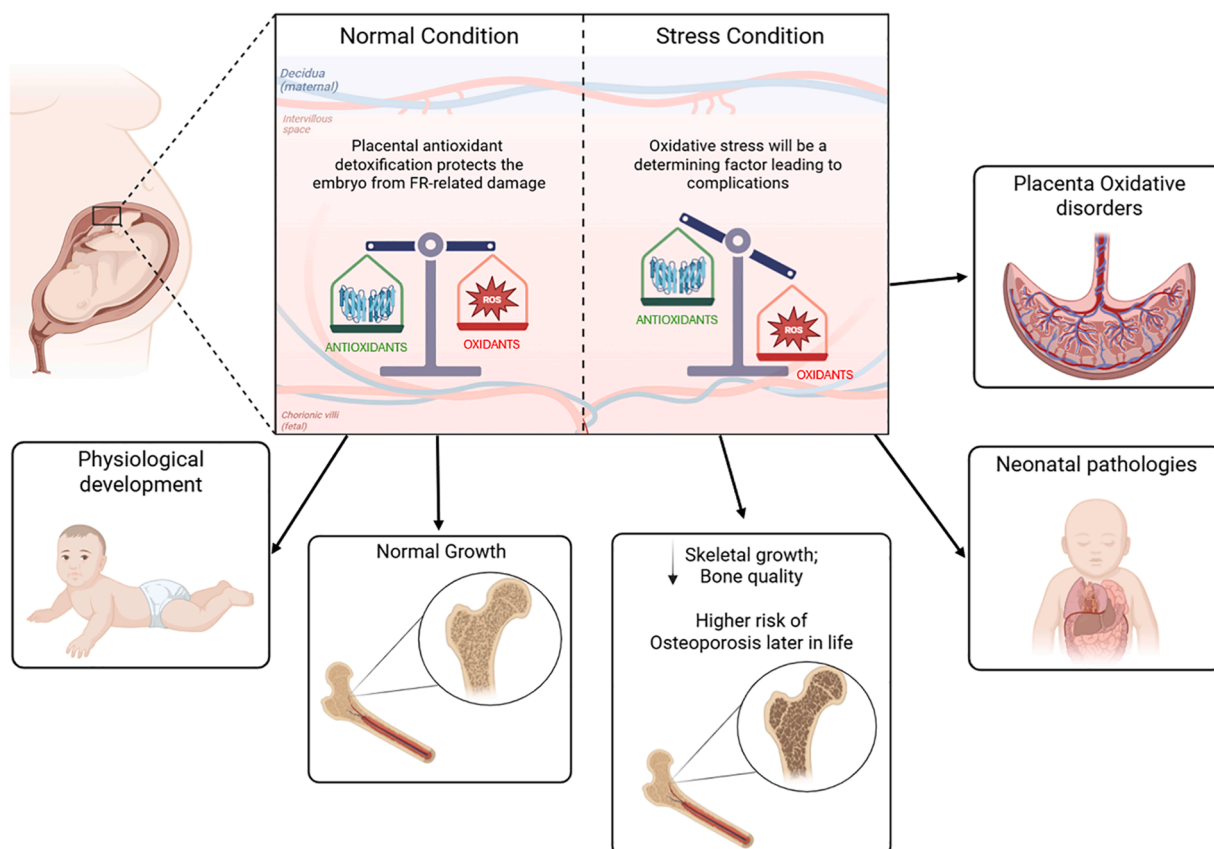 Normal Condition
Stress Condition
Decidua
(maternal)
Intervillous
space
Placental antioxidant
detoxification protects the
embryo from FR-related damage
Oxidative stress will be a
determining factor leading to
complications
ROS
ANTIOXIDANTS
OXIDANTS
ROS
ANTIOXIDANTS
OXIDANTS
Chorionic villi
(fetal)
Placenta Oxidative
disorders
Physiological
development
Normal Growth
Skeletal growth;
Bone quality
Higher risk of
Osteoporosis later in life
Neonatal pathologies